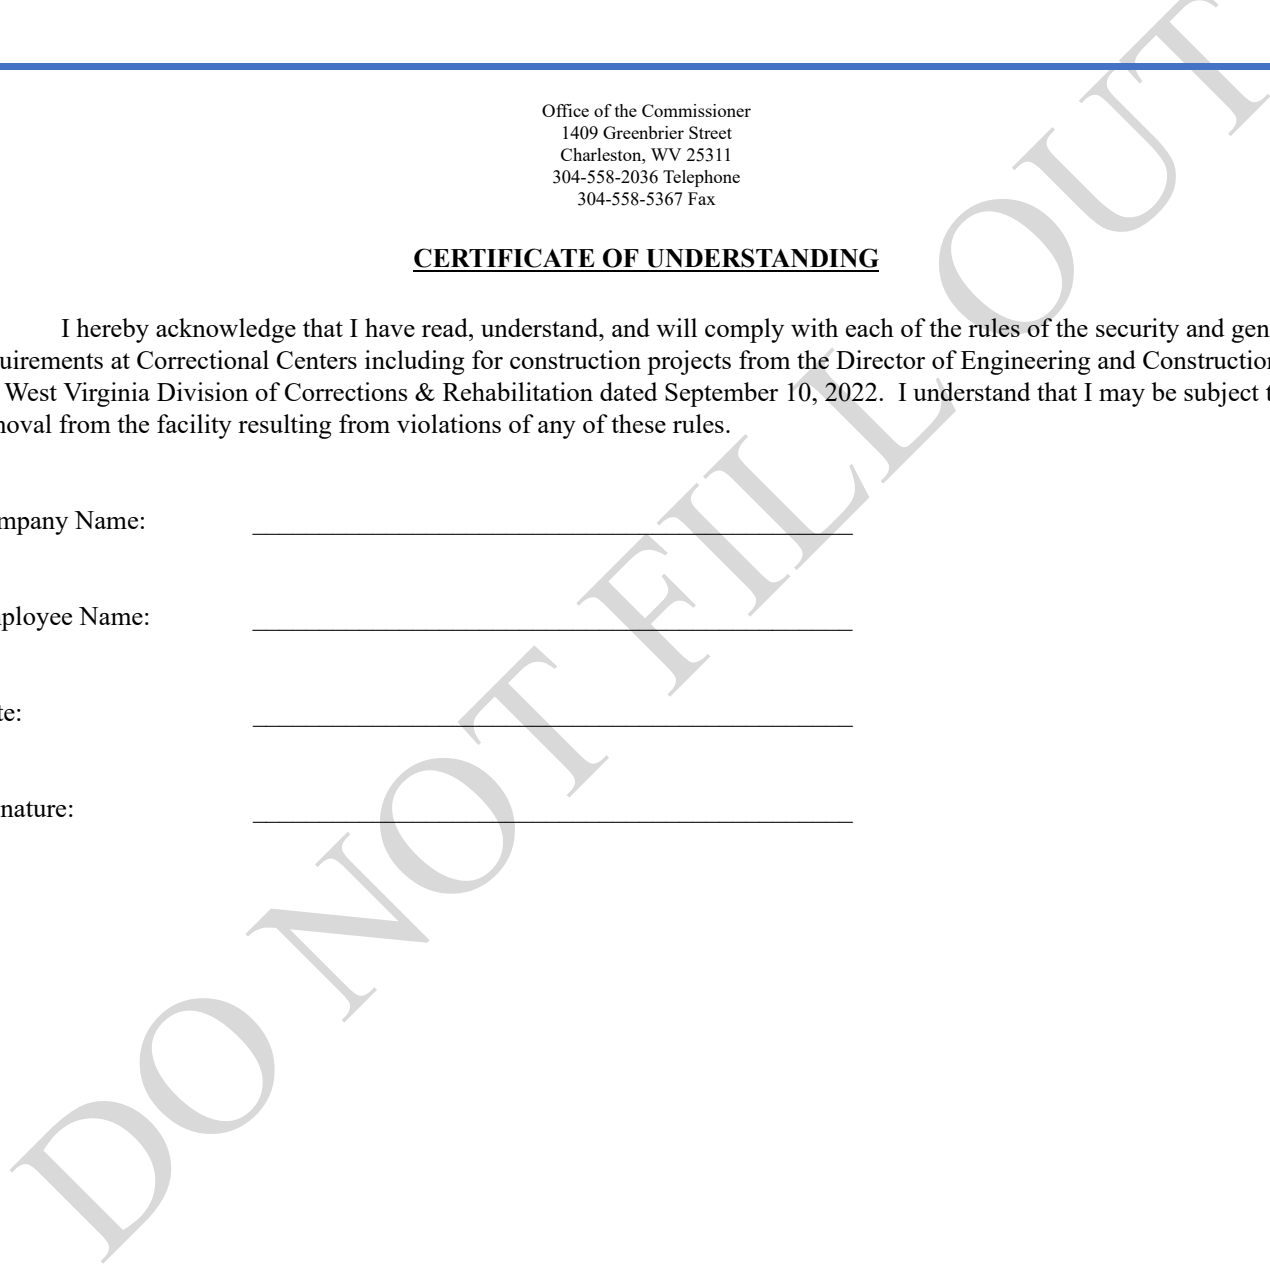 Office of the Commissioner
1409 Greenbrier Street
Charleston, WV 25311
304-558-2036 Telephone
304-558-5367 Fax
CERTIFICATE OF UNDERSTANDING
I hereby acknowledge that I have read, understand, and will comply with each of the rules of the security and gen
uirements at Correctional Centers including for construction projects from the Director of Engineering and Construction
West Virginia Division of Corrections & Rehabilitation dated September 10, 2022. I understand that I may be subject t
noval from the facility resulting from violations of any of these rules.
mpany Name:
ployee Name:
te:
nature:
DO NOT FILL OUT